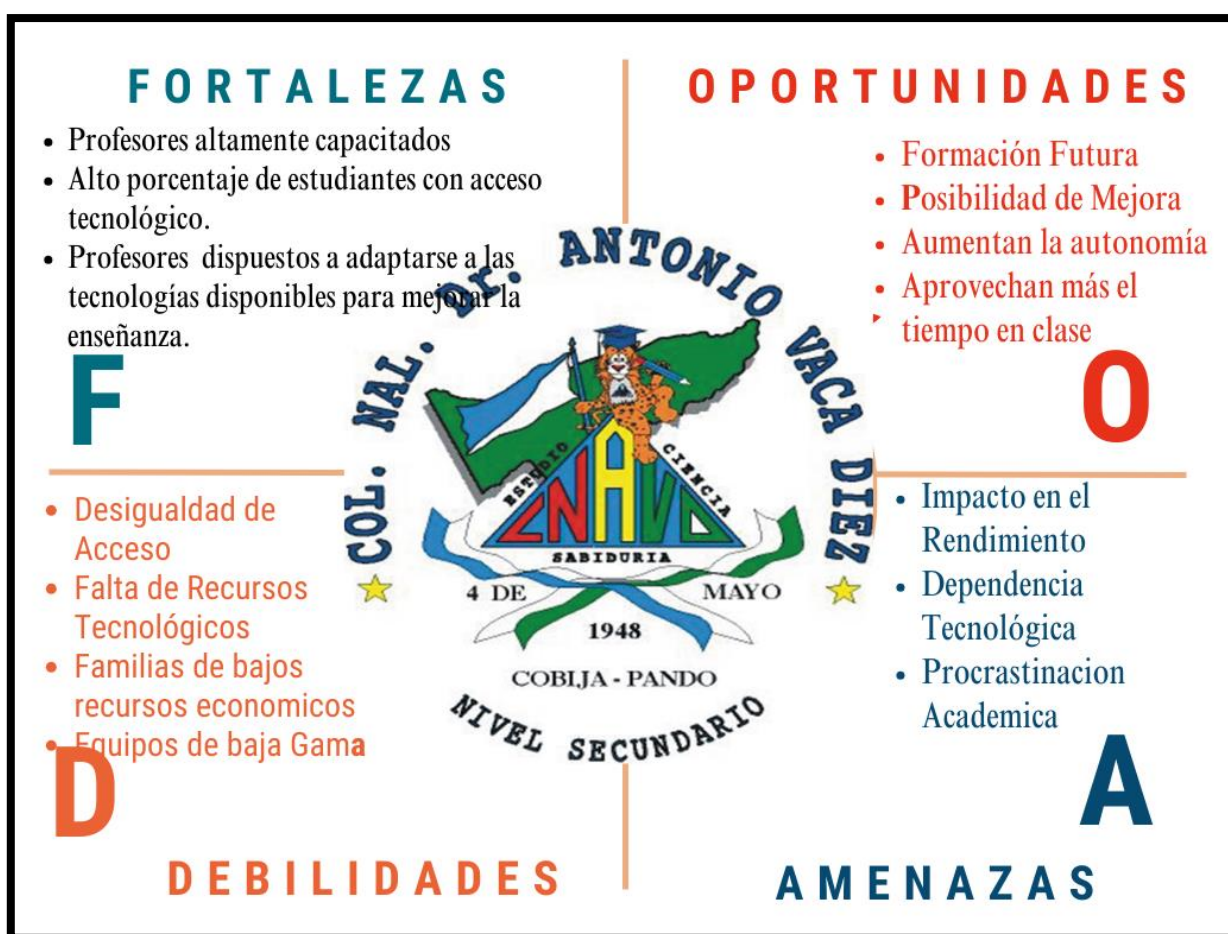 FORTALEZAS
• Profesores altamente capacitados
• Alto porcentaje de estudiantes con acceso
tecnológico.
• Profesores dispuestos a adaptarse a las
tecnologías disponibles para mejorar la
enseñanza.
F
OPORTUNIDADES
• Formación Futura
• Posibilidad de Mejora
• Aumentan la autonomía
• Aprovechan más el
tiempo en clase
O
COL. NAL. Dr. ANTONIO VACA DIEZ
ESTUDIO
CIENCIA
CNAVD
SABIDURIA
4 DE MAYO
1948
COBIJA - PANDO
NIVEL SECUNDARIO
• Desigualdad de
Acceso
• Falta de Recursos
Tecnológicos
• Familias de bajos
recursos economicos
• Equipos de baja Gama
D
DEBILIDADES
• Impacto en el
Rendimiento
• Dependencia
Tecnológica
• Procrastinacion
Academica
A
AMENAZAS